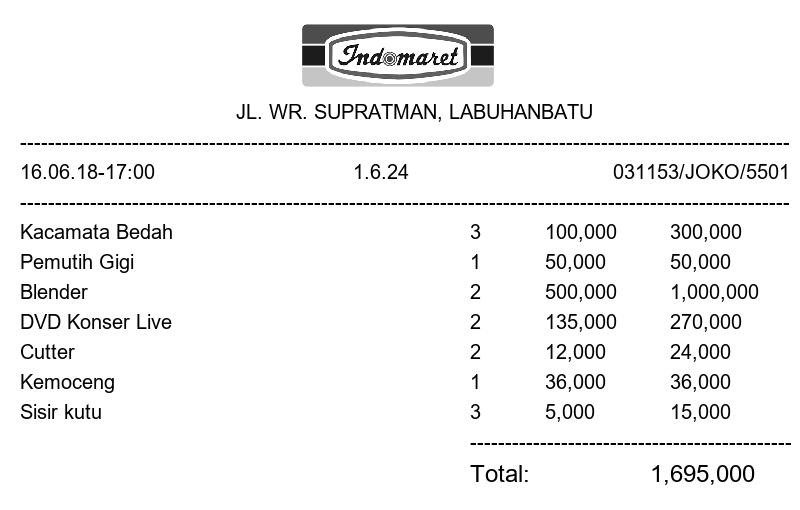 Indomaret
JL. WR. SUPRATMAN, LABUHANBATU
16.06.18-17:00 1.6.24 031153/JOKO/5501
Kacamata Bedah 3 100,000 300,000
Pemutih Gigi 1 50,000 50,000
Blender 2 500,000 1,000,000
DVD Konser Live 2 135,000 270,000
Cutter 2 12,000 24,000
Kemoceng 1 36,000 36,000
Sisir kutu 3 5,000 15,000
Total: 1,695,000